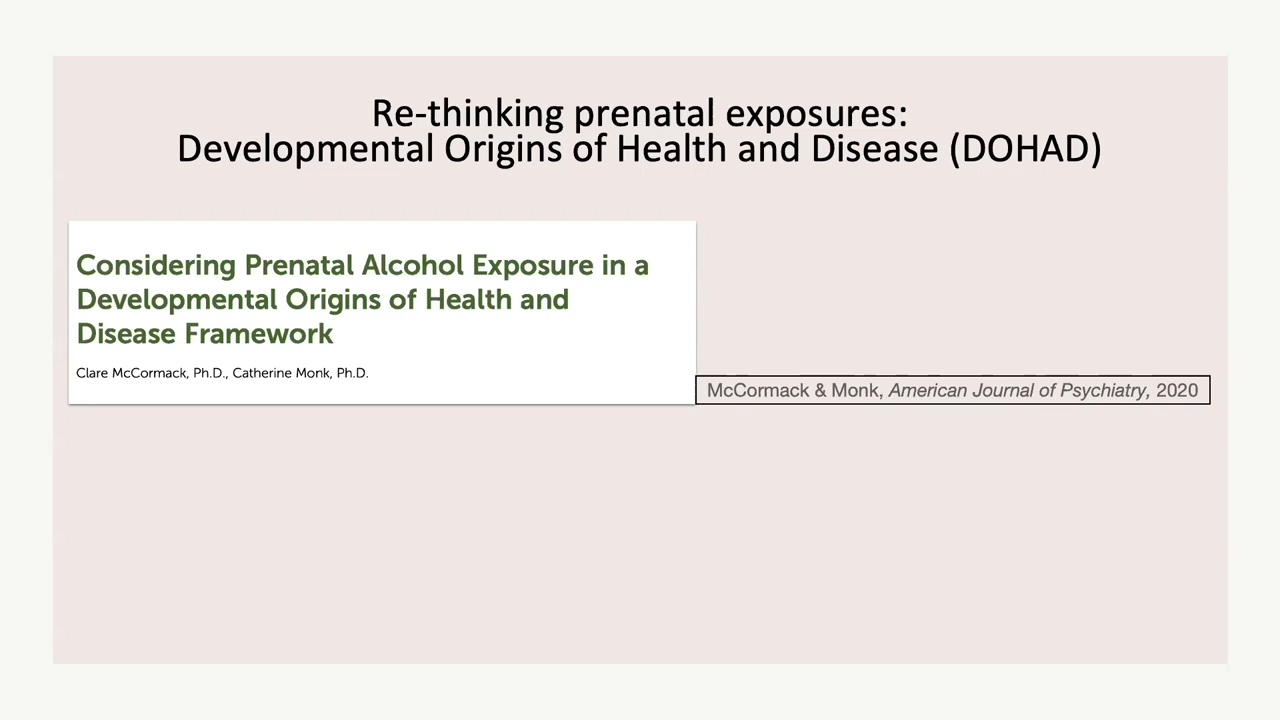 Re-thinking prenatal exposures:
Developmental Origins of Health and Disease (DOHAD)
Considering Prenatal Alcohol Exposure in a
Developmental Origins of Health and
Disease Framework
Clare McCormack, Ph.D., Catherine Monk, Ph.D.
McCormack & Monk, American Journal of Psychiatry, 2020